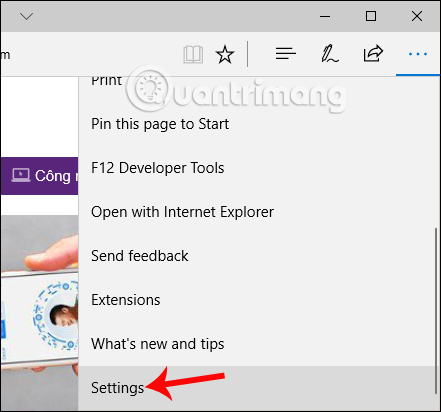 m
Print
Quantrimang
Pin this page to Start
F12 Developer Tools
Công
Open with Internet Explorer
Send feedback
Extensions
What's new and tips
Settings